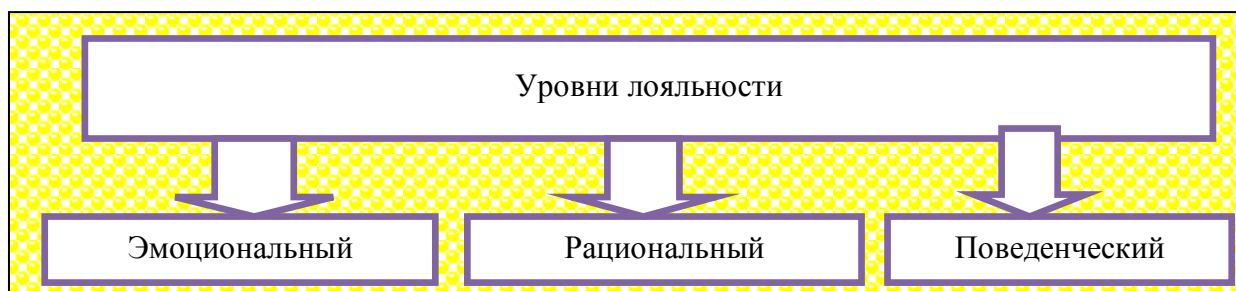 Уровни лояльности
Эмоциональный
Рациональный
Поведенческий